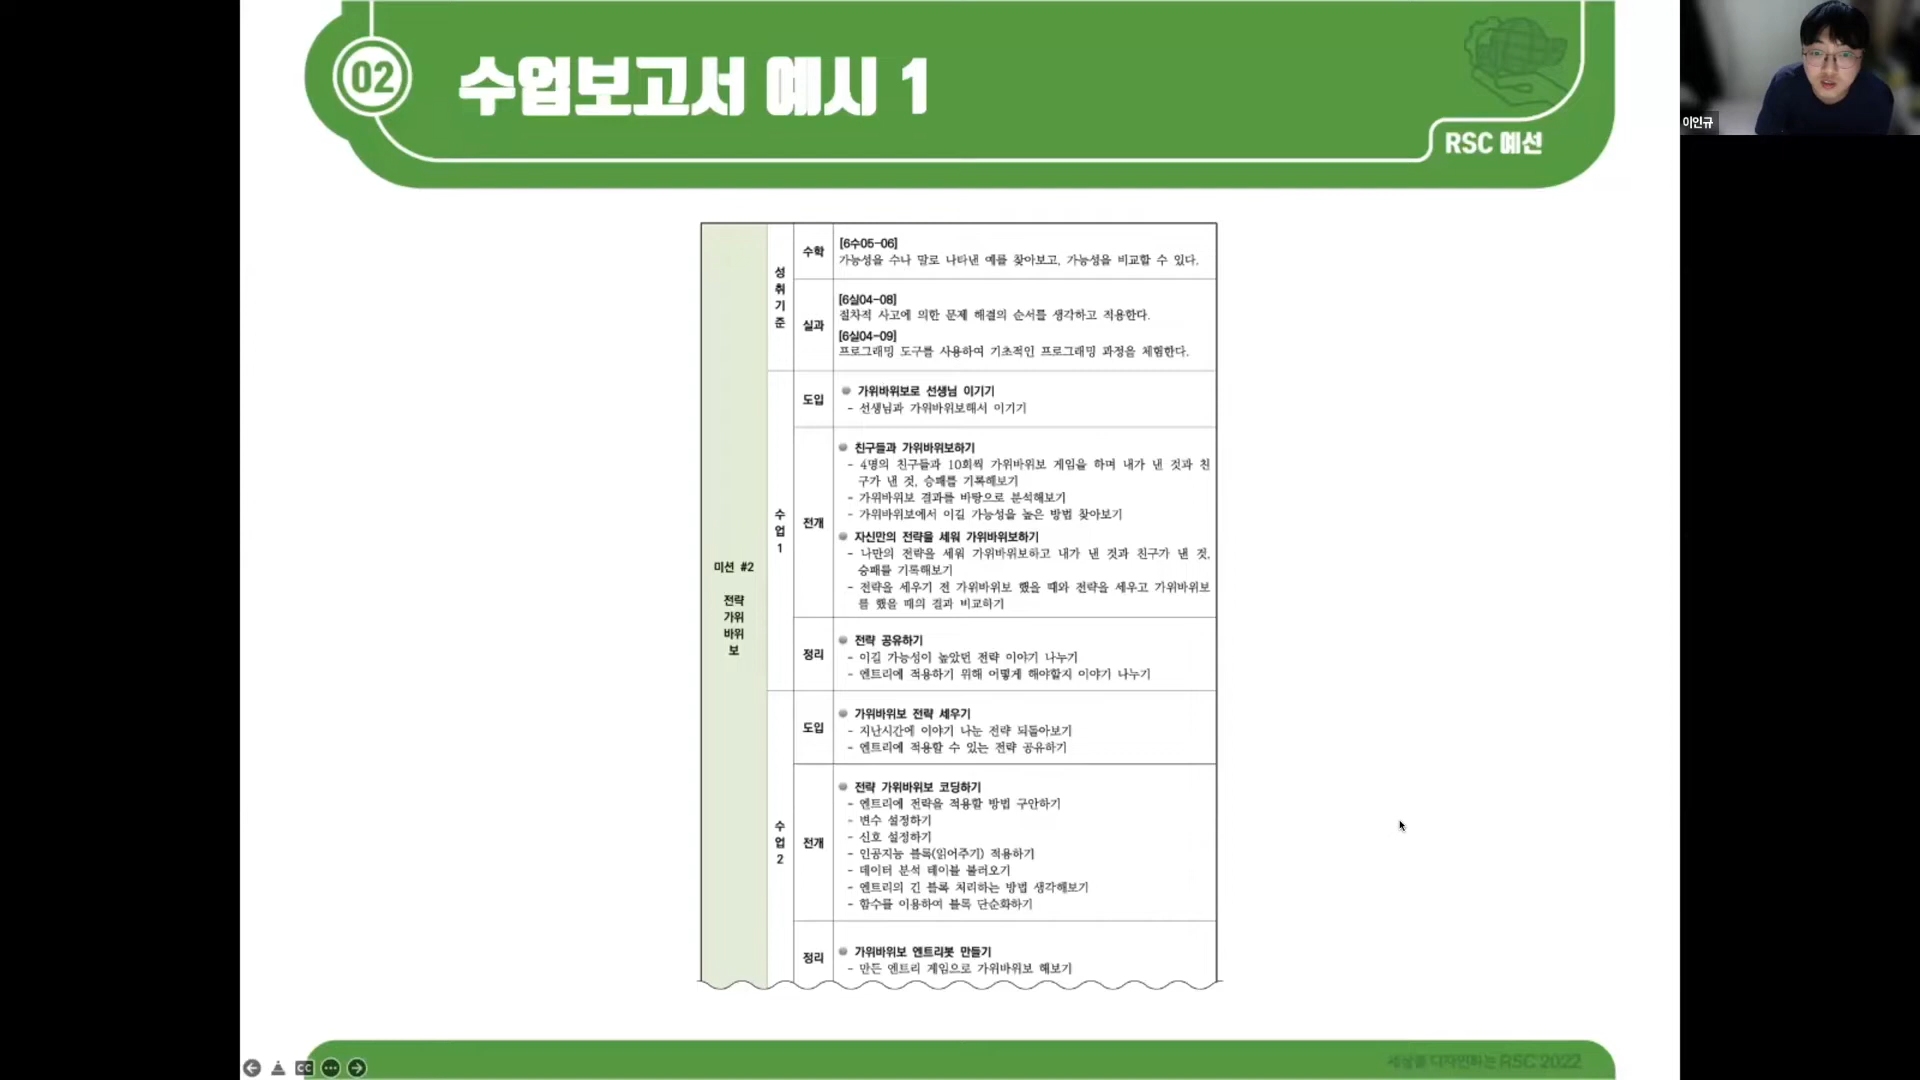 02
수업보고서 예시 1
RSC 예선
이인규
미션 #2
전략
가위
바위
보
성
취
기
준
수학
[6수05-06]
가능성을 수나 말로 나타낸 예를 찾아보고, 가능성을 비교할 수 있다.
실과
[6실04-08]
절차적 사고에 의한 문제 해결의 순서를 생각하고 적용한다.
[6실04-09]
프로그래밍 도구를 사용하여 기초적인 프로그래밍 과정을 체험한다.
수
업
1
도입
가위바위보로 선생님 이기기
- 선생님과 가위바위보해서 이기기
전개
친구들과 가위바위보하기
- 4명의 친구들과 10회씩 가위바위보 게임을 하며 내가 낸 것과 친
구가 낸 것, 승패를 기록해보기
- 가위바위보 결과를 바탕으로 분석해보기
- 가위바위보에서 이길 가능성을 높은 방법 찾아보기
자신만의 전략을 세워 가위바위보하기
- 나만의 전략을 세워 가위바위보하고 내가 낸 것과 친구가 낸 것,
승패를 기록해보기
- 전략을 세우기 전 가위바위보 했을 때와 전략을 세우고 가위바위보
를 했을 때의 결과 비교하기
정리
전략 공유하기
- 이길 가능성이 높았던 전략 이야기 나누기
- 엔트리에 적용하기 위해 어떻게 해야할지 이야기 나누기
수
업
2
도입
가위바위보 전략 세우기
- 지난시간에 이야기 나눈 전략 되돌아보기
- 엔트리에 적용할 수 있는 전략 공유하기
전개
전략 가위바위보 코딩하기
- 엔트리에 전략을 적용할 방법 구안하기
- 변수 설정하기
- 신호 설정하기
- 인공지능 블록(읽어주기) 적용하기
- 데이터 분석 테이블 불러오기
- 엔트리의 긴 블록 처리하는 방법 생각해보기
- 함수를 이용하여 블록 단순화하기
정리
가위바위보 엔트리봇 만들기
- 만든 엔트리 게임으로 가위바위보 해보기
CC
세상을 디자인하는 RSC 2022